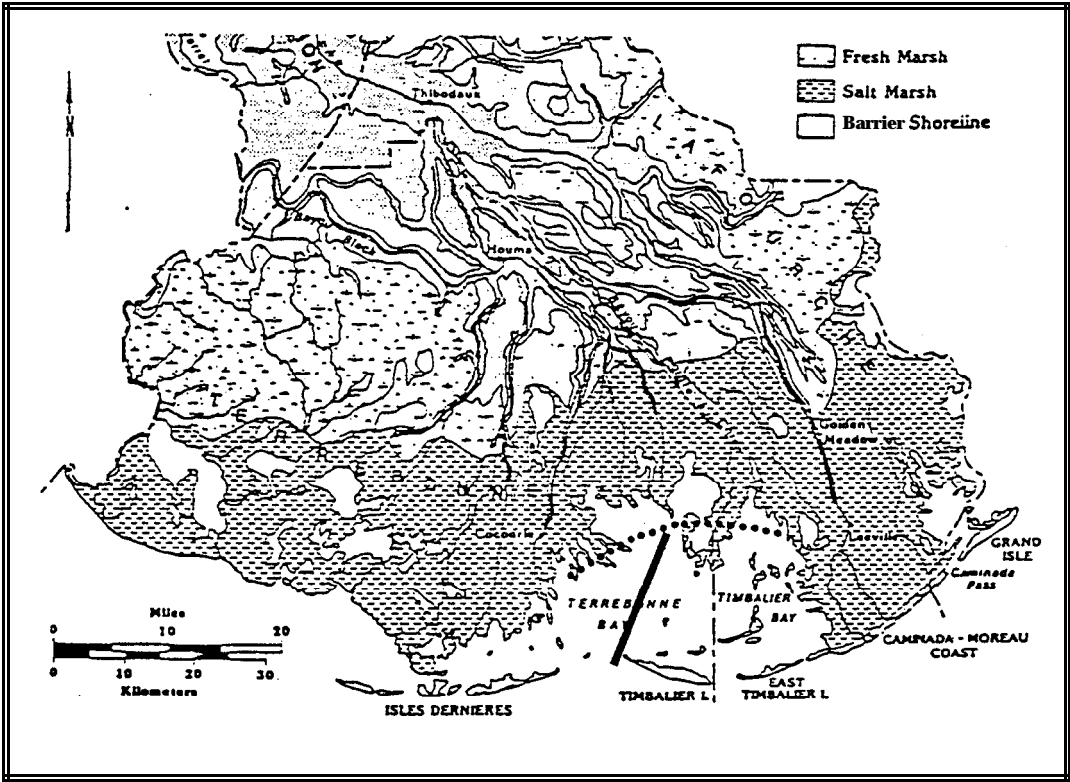 Fresh Marsh
Salt Marsh
Barrier Shoreline
N
Thibodaux
Bayou Black
Houma
L A F O U R C H E
T E R R E B O N N E
Golden
Meadow
Cocodrie
Leeville
GRAND
ISLE
Caminada
Pass
TERREBONNE
BAY
TIMBALIER
BAY
CAMINADA - MOREAU
COAST
Miles
0 10 20
0 10 20 30
Kilometers
ISLES DERNIERES
TIMBALIER I.
EAST
TIMBALIER I.